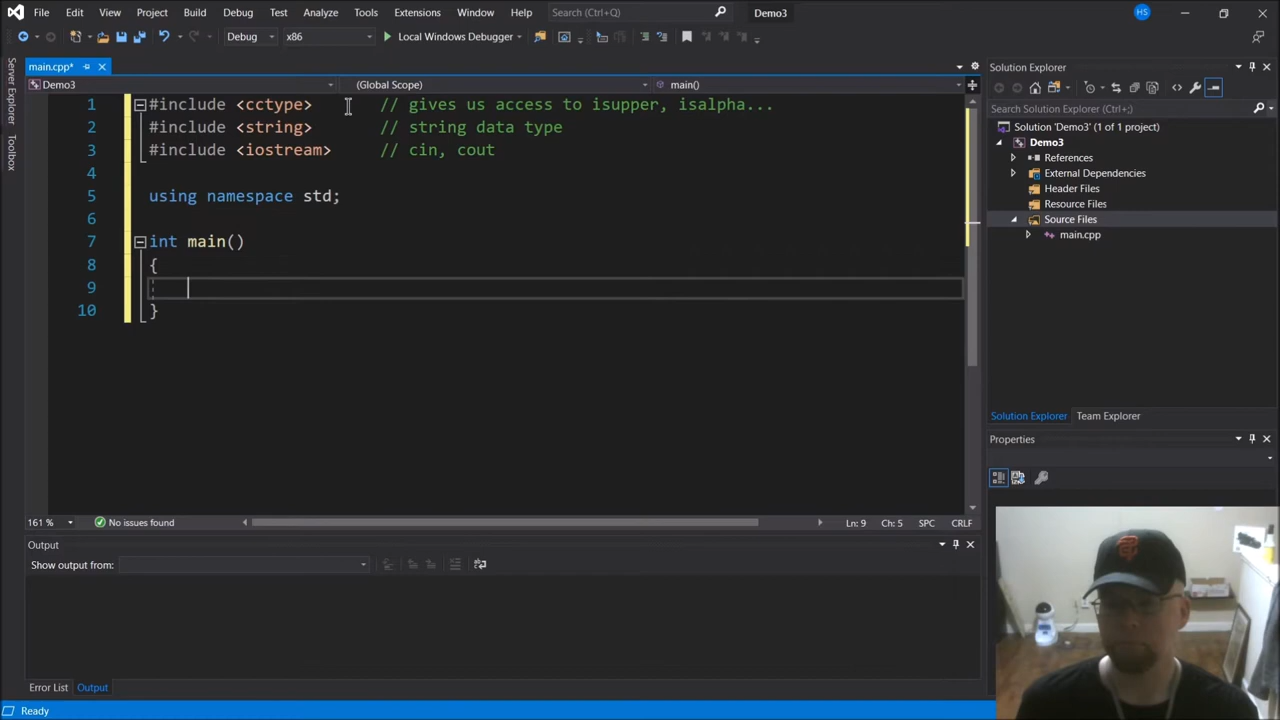 File Edit View Project Build Debug Test Analyze Tools Extensions Window Help Search (Ctrl+Q) Demo3 HS
Debug x86 Local Windows Debugger
Server Explorer
Toolbox
main.cpp*
Demo3 (Global Scope) main()
1 #include <cctype> // gives us access to isupper, isalpha...
2 #include <string> // string data type
3 #include <iostream> // cin, cout
4
5 using namespace std;
6
7 int main()
8 {
9
10 }
161 % No issues found Ln: 9 Ch: 5 SPC CRLF
Output
Show output from:
Error List Output
Ready
Solution Explorer
Search Solution Explorer (Ctrl+;)
Solution 'Demo3' (1 of 1 project)
Demo3
References
External Dependencies
Header Files
Resource Files
Source Files
main.cpp
Solution Explorer Team Explorer
Properties